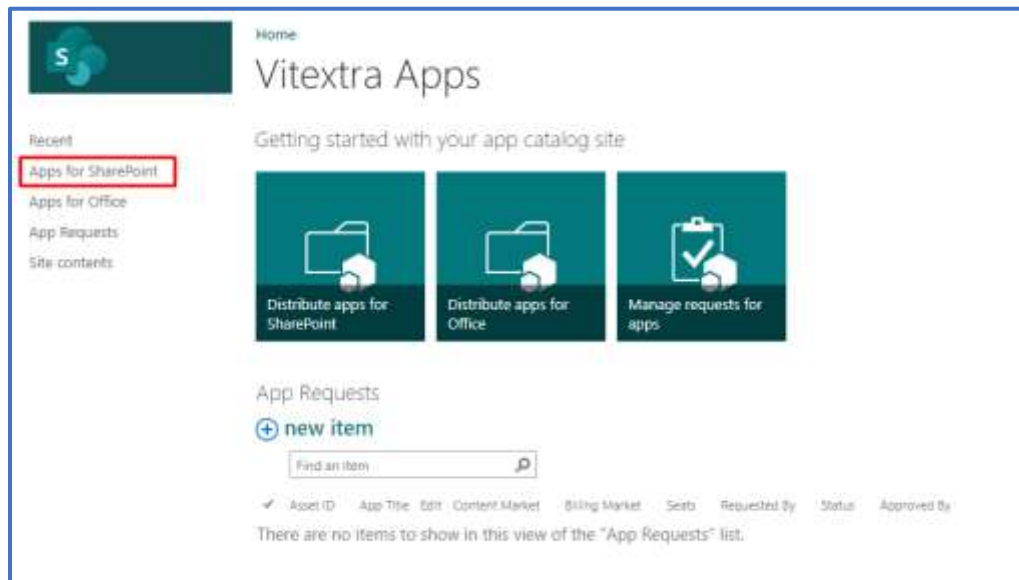 S
Home
Vitextra Apps
Recent
Apps for SharePoint
Apps for Office
App Requests
Site contents
Getting started with your app catalog site
Distribute apps for
SharePoint
Distribute apps for
Office
Manage requests for
apps
App Requests
new item
Find an item
Asset ID App Title Edit Content Market Billing Market Seats Requested By Status Approved By
There are no items to show in this view of the "App Requests" list.